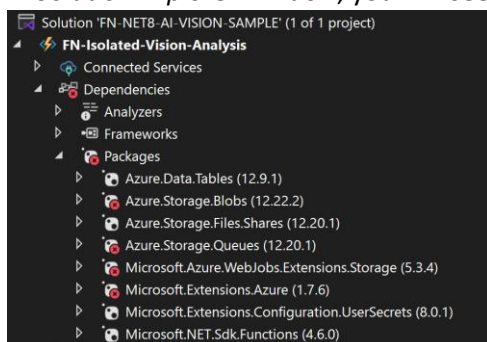 Solution 'FN-NET8-AI-VISION-SAMPLE' (1 of 1 project)
FN-Isolated-Vision-Analysis
Connected Services
Dependencies
Analyzers
Frameworks
Packages
Azure.Data.Tables (12.9.1)
Azure.Storage.Blobs (12.22.2)
Azure.Storage.Files.Shares (12.20.1)
Azure.Storage.Queues (12.20.1)
Microsoft.Azure.WebJobs.Extensions.Storage (5.3.4)
Microsoft.Extensions.Azure (1.7.6)
Microsoft.Extensions.Configuration.UserSecrets (8.0.1)
Microsoft.NET.Sdk.Functions (4.6.0)